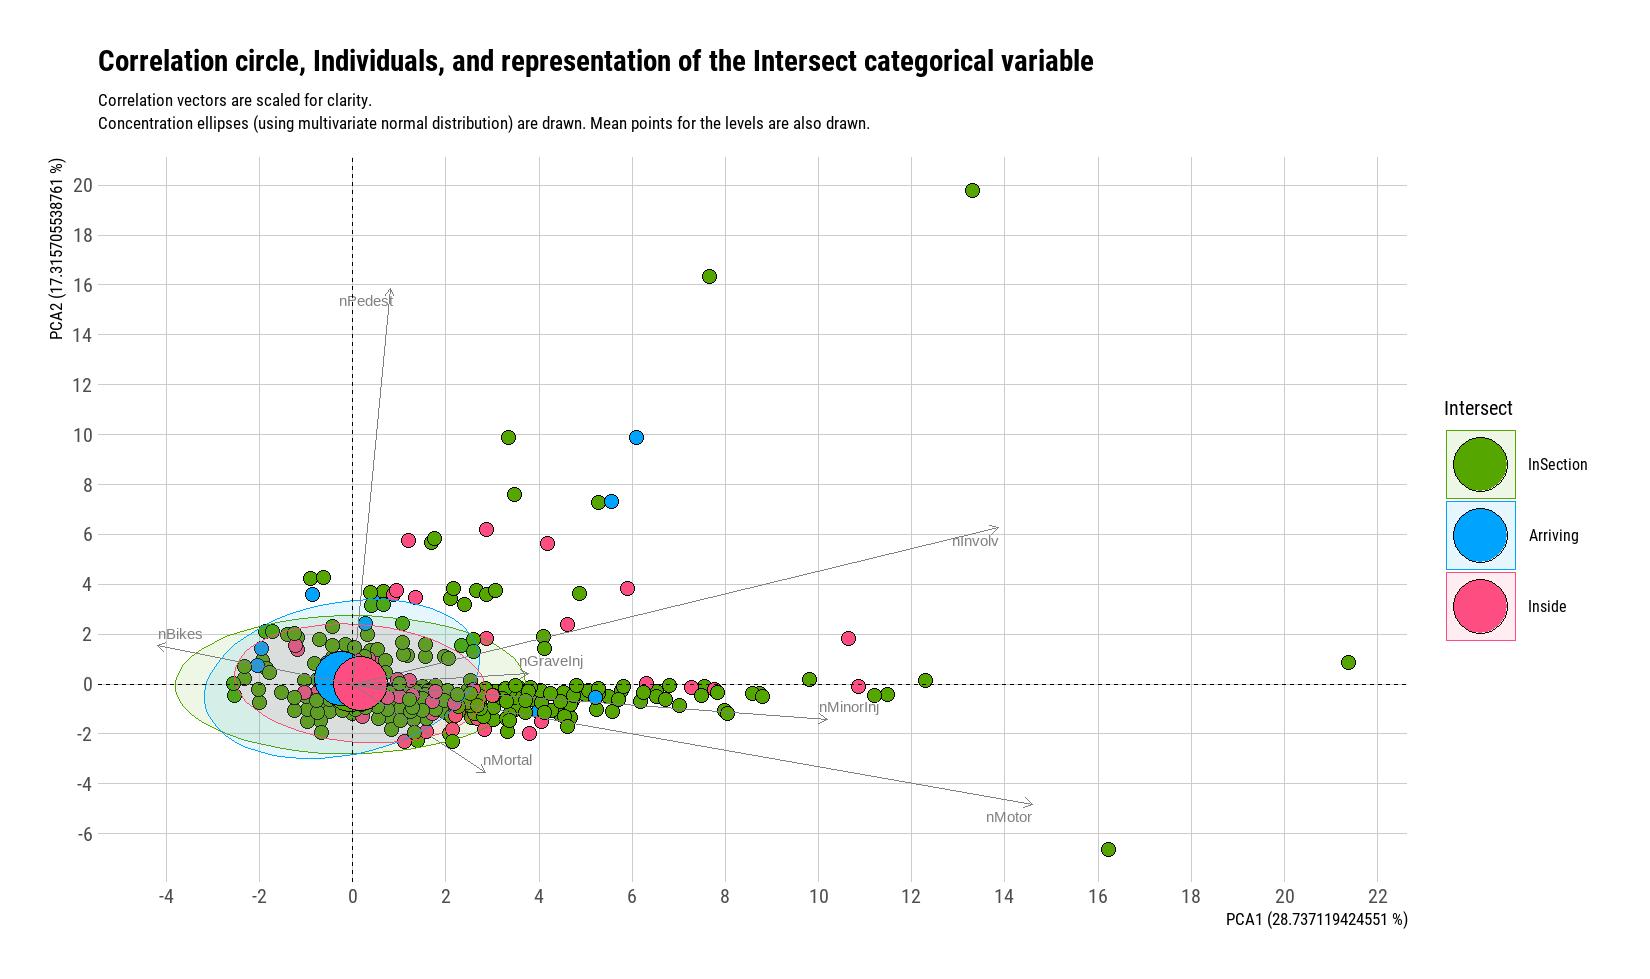 Correlation circle, Individuals, and representation of the Intersect categorical variable
Correlation vectors are scaled for clarity.
Concentration ellipses (using multivariate normal distribution) are drawn. Mean points for the levels are also drawn.
PCA2 (17.315705538761 %)
20
18
16
14
12
10
8
6
4
2
0
-2
-4
-6
nPedest
nInvolv
nBikes
nGraveInj
nMinorInj
nMortal
nMotor
-4 -2 0 2 4 6 8 10 12 14 16 18 20 22
PCA1 (28.737119424551 %)
Intersect
InSection
Arriving
Inside